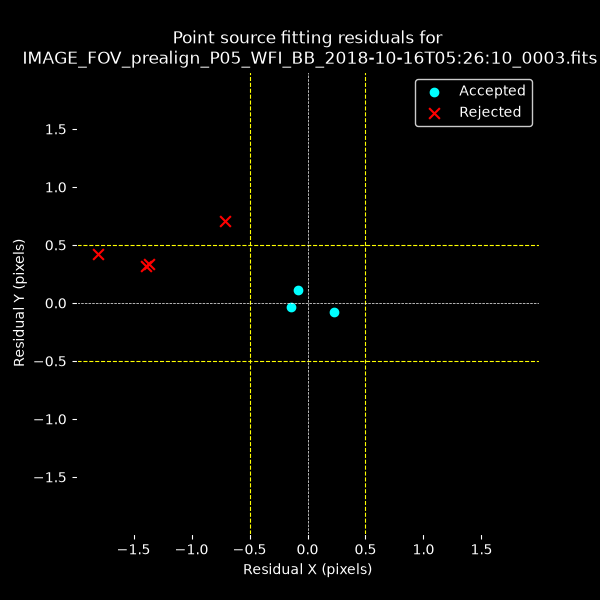 Point source fitting residuals for
IMAGE_FOV_prealign_P05_WFI_BB_2018-10-16T05:26:10_0003.fits
Accepted
Rejected
1.5
1.0
0.5
0.0
−0.5
−1.0
−1.5
Residual Y (pixels)
−1.5 −1.0 −0.5 0.0 0.5 1.0 1.5
Residual X (pixels)